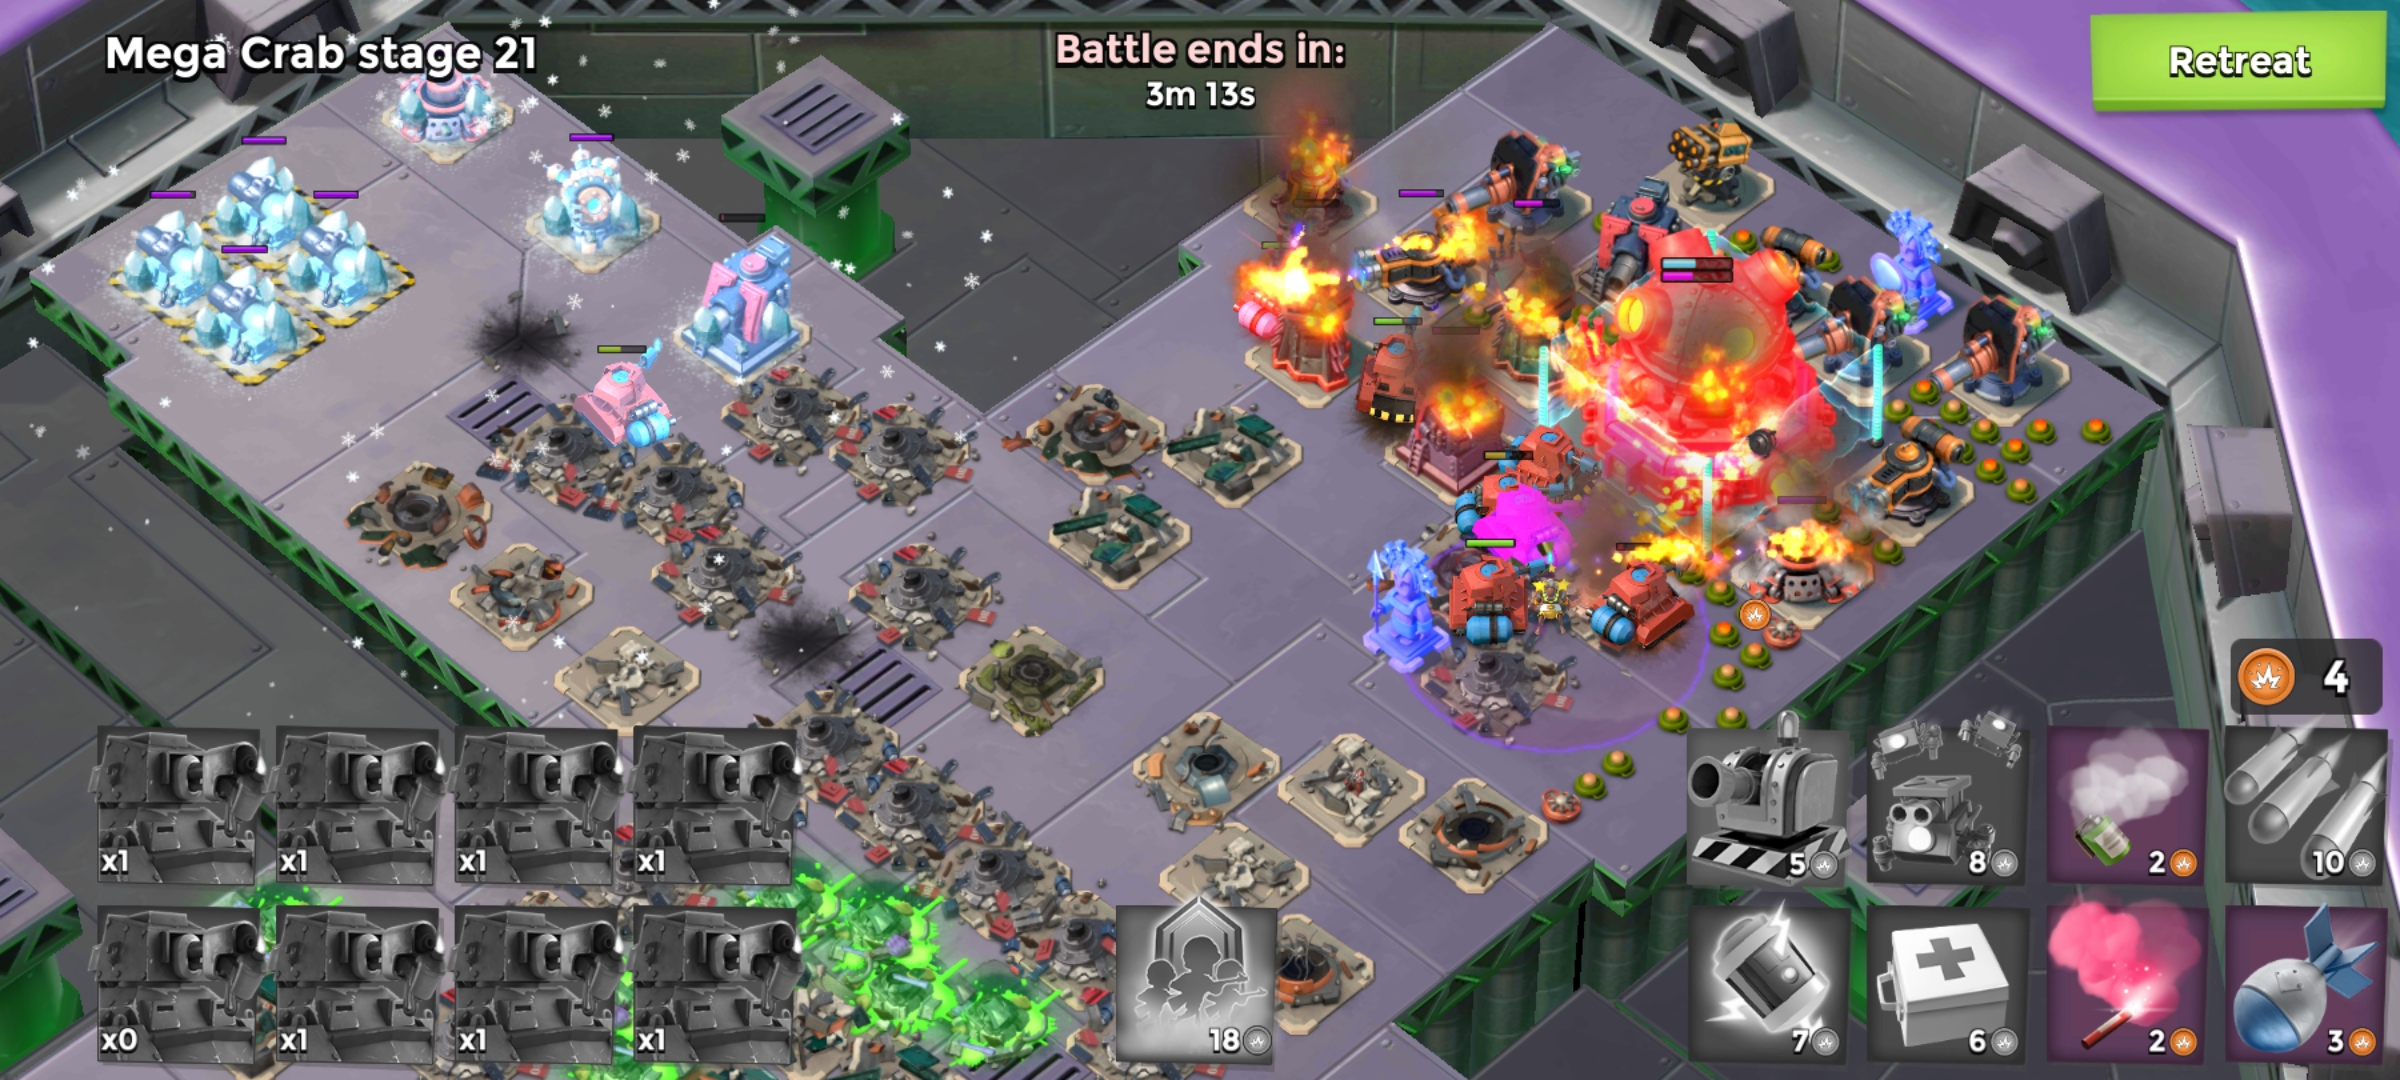 Mega Crab stage 21
Battle ends in:
3m 13s
Retreat
4
x1
x1
x1
x1
5
8
2
10
x0
x1
x1
x1
18
7
6
2
3